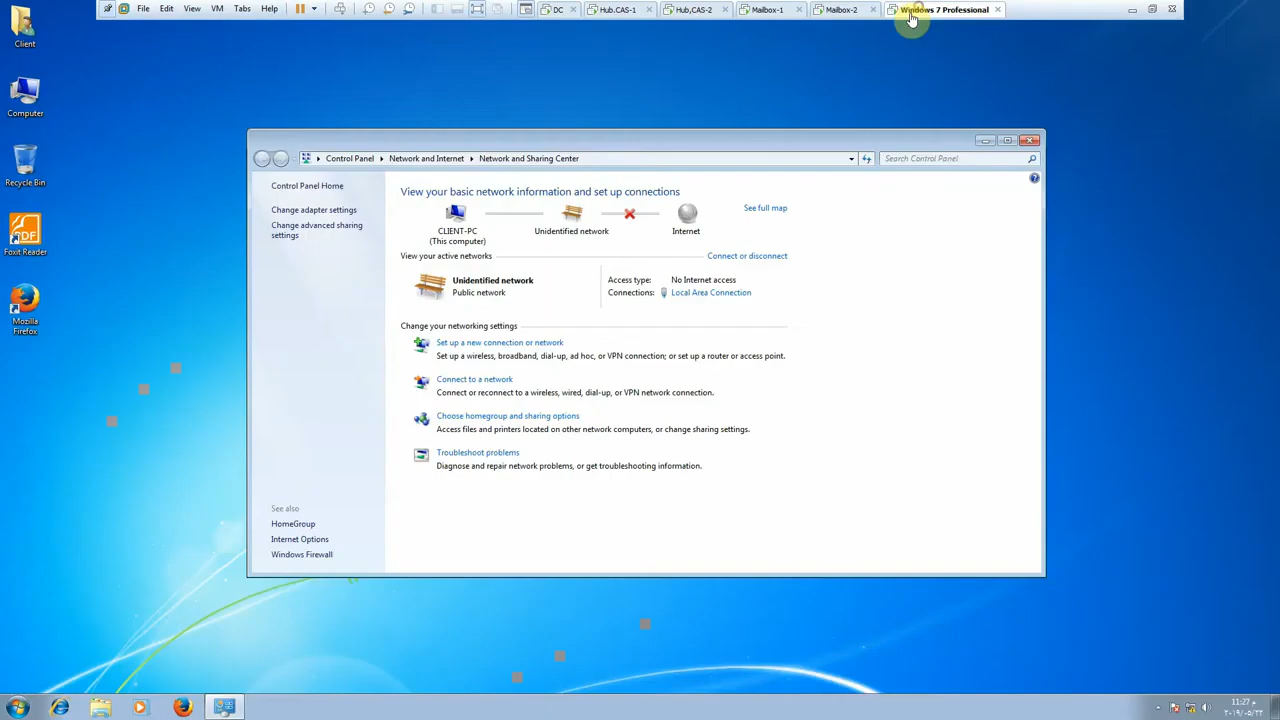 File Edit View VM Tabs Help DC Hub.CAS-1 Hub,CAS-2 Mailbox-1 Mailbox-2 Windows 7 Professional
Client
Computer
Recycle Bin
Foxit Reader
Mozilla
Firefox
Control Panel Network and Internet Network and Sharing Center Search Control Panel
Control Panel Home
Change adapter settings
Change advanced sharing
settings
See also
HomeGroup
Internet Options
Windows Firewall
View your basic network information and set up connections
See full map
CLIENT-PC
(This computer)
Unidentified network
Internet
View your active networks
Connect or disconnect
Unidentified network
Public network
Access type: No Internet access
Connections: Local Area Connection
Change your networking settings
Set up a new connection or network
Set up a wireless, broadband, dial-up, ad hoc, or VPN connection; or set up a router or access point.
Connect to a network
Connect or reconnect to a wireless, wired, dial-up, or VPN network connection.
Choose homegroup and sharing options
Access files and printers located on other network computers, or change sharing settings.
Troubleshoot problems
Diagnose and repair network problems, or get troubleshooting information.
11:27 م